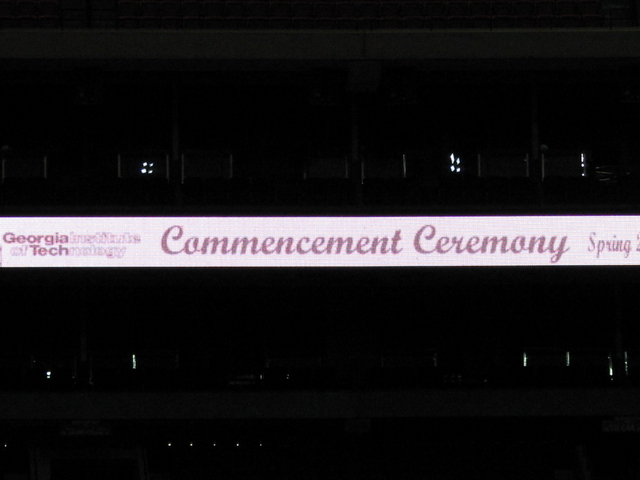 Georgia Institute
of Technology
Commencement Ceremony
Spring